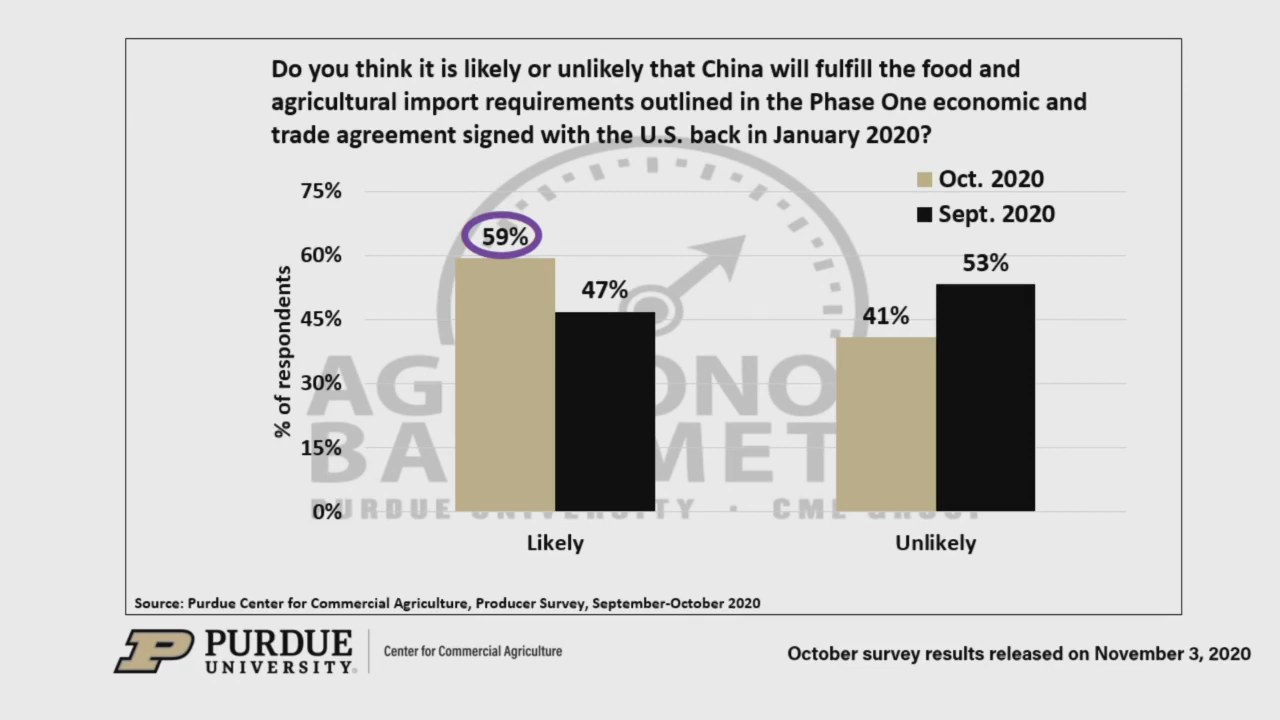 Do you think it is likely or unlikely that China will fulfill the food and
agricultural import requirements outlined in the Phase One economic and
trade agreement signed with the U.S. back in January 2020?
Oct. 2020
Sept. 2020
% of respondents
75%
60%
45%
30%
15%
0%
59%
47%
41%
53%
Likely
Unlikely
Source: Purdue Center for Commercial Agriculture, Producer Survey, September-October 2020
PURDUE
UNIVERSITY®
Center for Commercial Agriculture
October survey results released on November 3, 2020